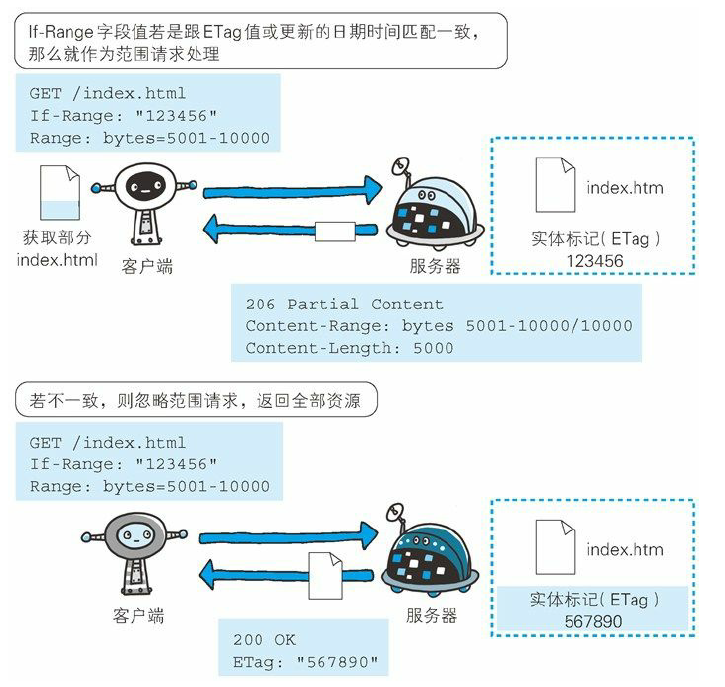 If-Range 字段值若是跟ETag值或更新的日期时间匹配一致，
那么就作为范围请求处理
GET /index.html
If-Range: "123456"
Range: bytes=5001-10000
获取部分
index.html
客户端
服务器
index.htm
实体标记( ETag )
123456
206 Partial Content
Content-Range: bytes 5001-10000/10000
Content-Length: 5000
若不一致，则忽略范围请求，返回全部资源
GET /index.html
If-Range: "123456"
Range: bytes=5001-10000
客户端
服务器
index.htm
实体标记( ETag )
567890
200 OK
ETag: "567890"